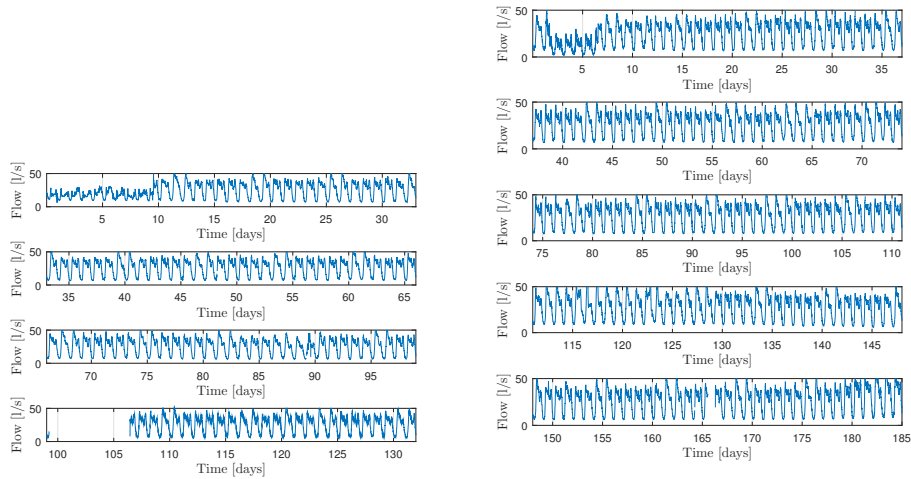 50
0
Flow [l/s]
5 10 15 20 25 30
Time [days]
50
0
Flow [l/s]
35 40 45 50 55 60 65
Time [days]
50
0
Flow [l/s]
70 75 80 85 90 95
Time [days]
50
0
Flow [l/s]
100 105 110 115 120 125 130
Time [days]
50
0
Flow [l/s]
5 10 15 20 25 30 35
Time [days]
50
0
Flow [l/s]
40 45 50 55 60 65 70
Time [days]
50
0
Flow [l/s]
75 80 85 90 95 100 105 110
Time [days]
50
0
Flow [l/s]
115 120 125 130 135 140 145
Time [days]
50
0
Flow [l/s]
150 155 160 165 170 175 180 185
Time [days]